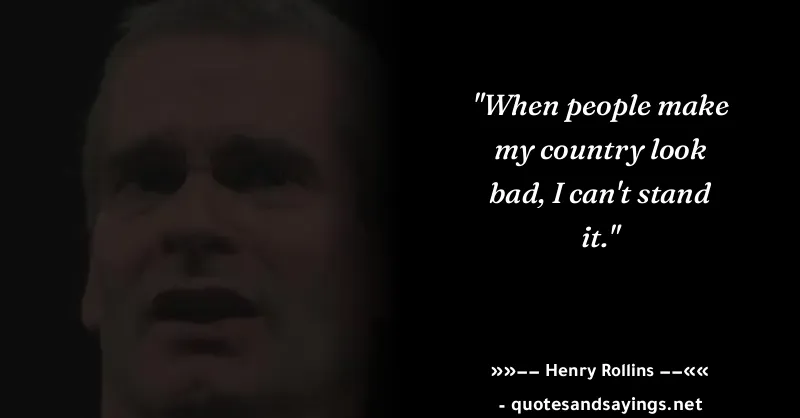 "When people make
my country look
bad, I can't stand
it."
»»−− Henry Rollins −−««
- quotesandsayings.net